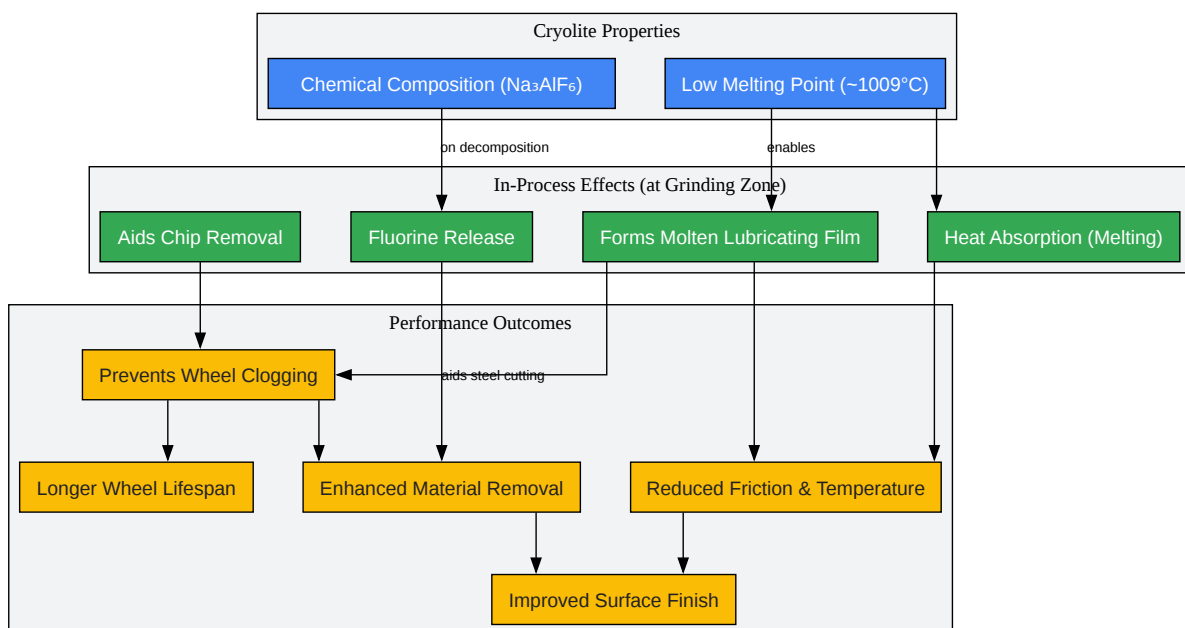 Cryolite Properties
Chemical Composition (Na₃AlF₆)
Low Melting Point (~1009°C)
on decomposition
enables
In-Process Effects (at Grinding Zone)
Aids Chip Removal
Fluorine Release
Forms Molten Lubricating Film
Heat Absorption (Melting)
Performance Outcomes
Prevents Wheel Clogging
aids steel cutting
Longer Wheel Lifespan
Enhanced Material Removal
Reduced Friction & Temperature
Improved Surface Finish